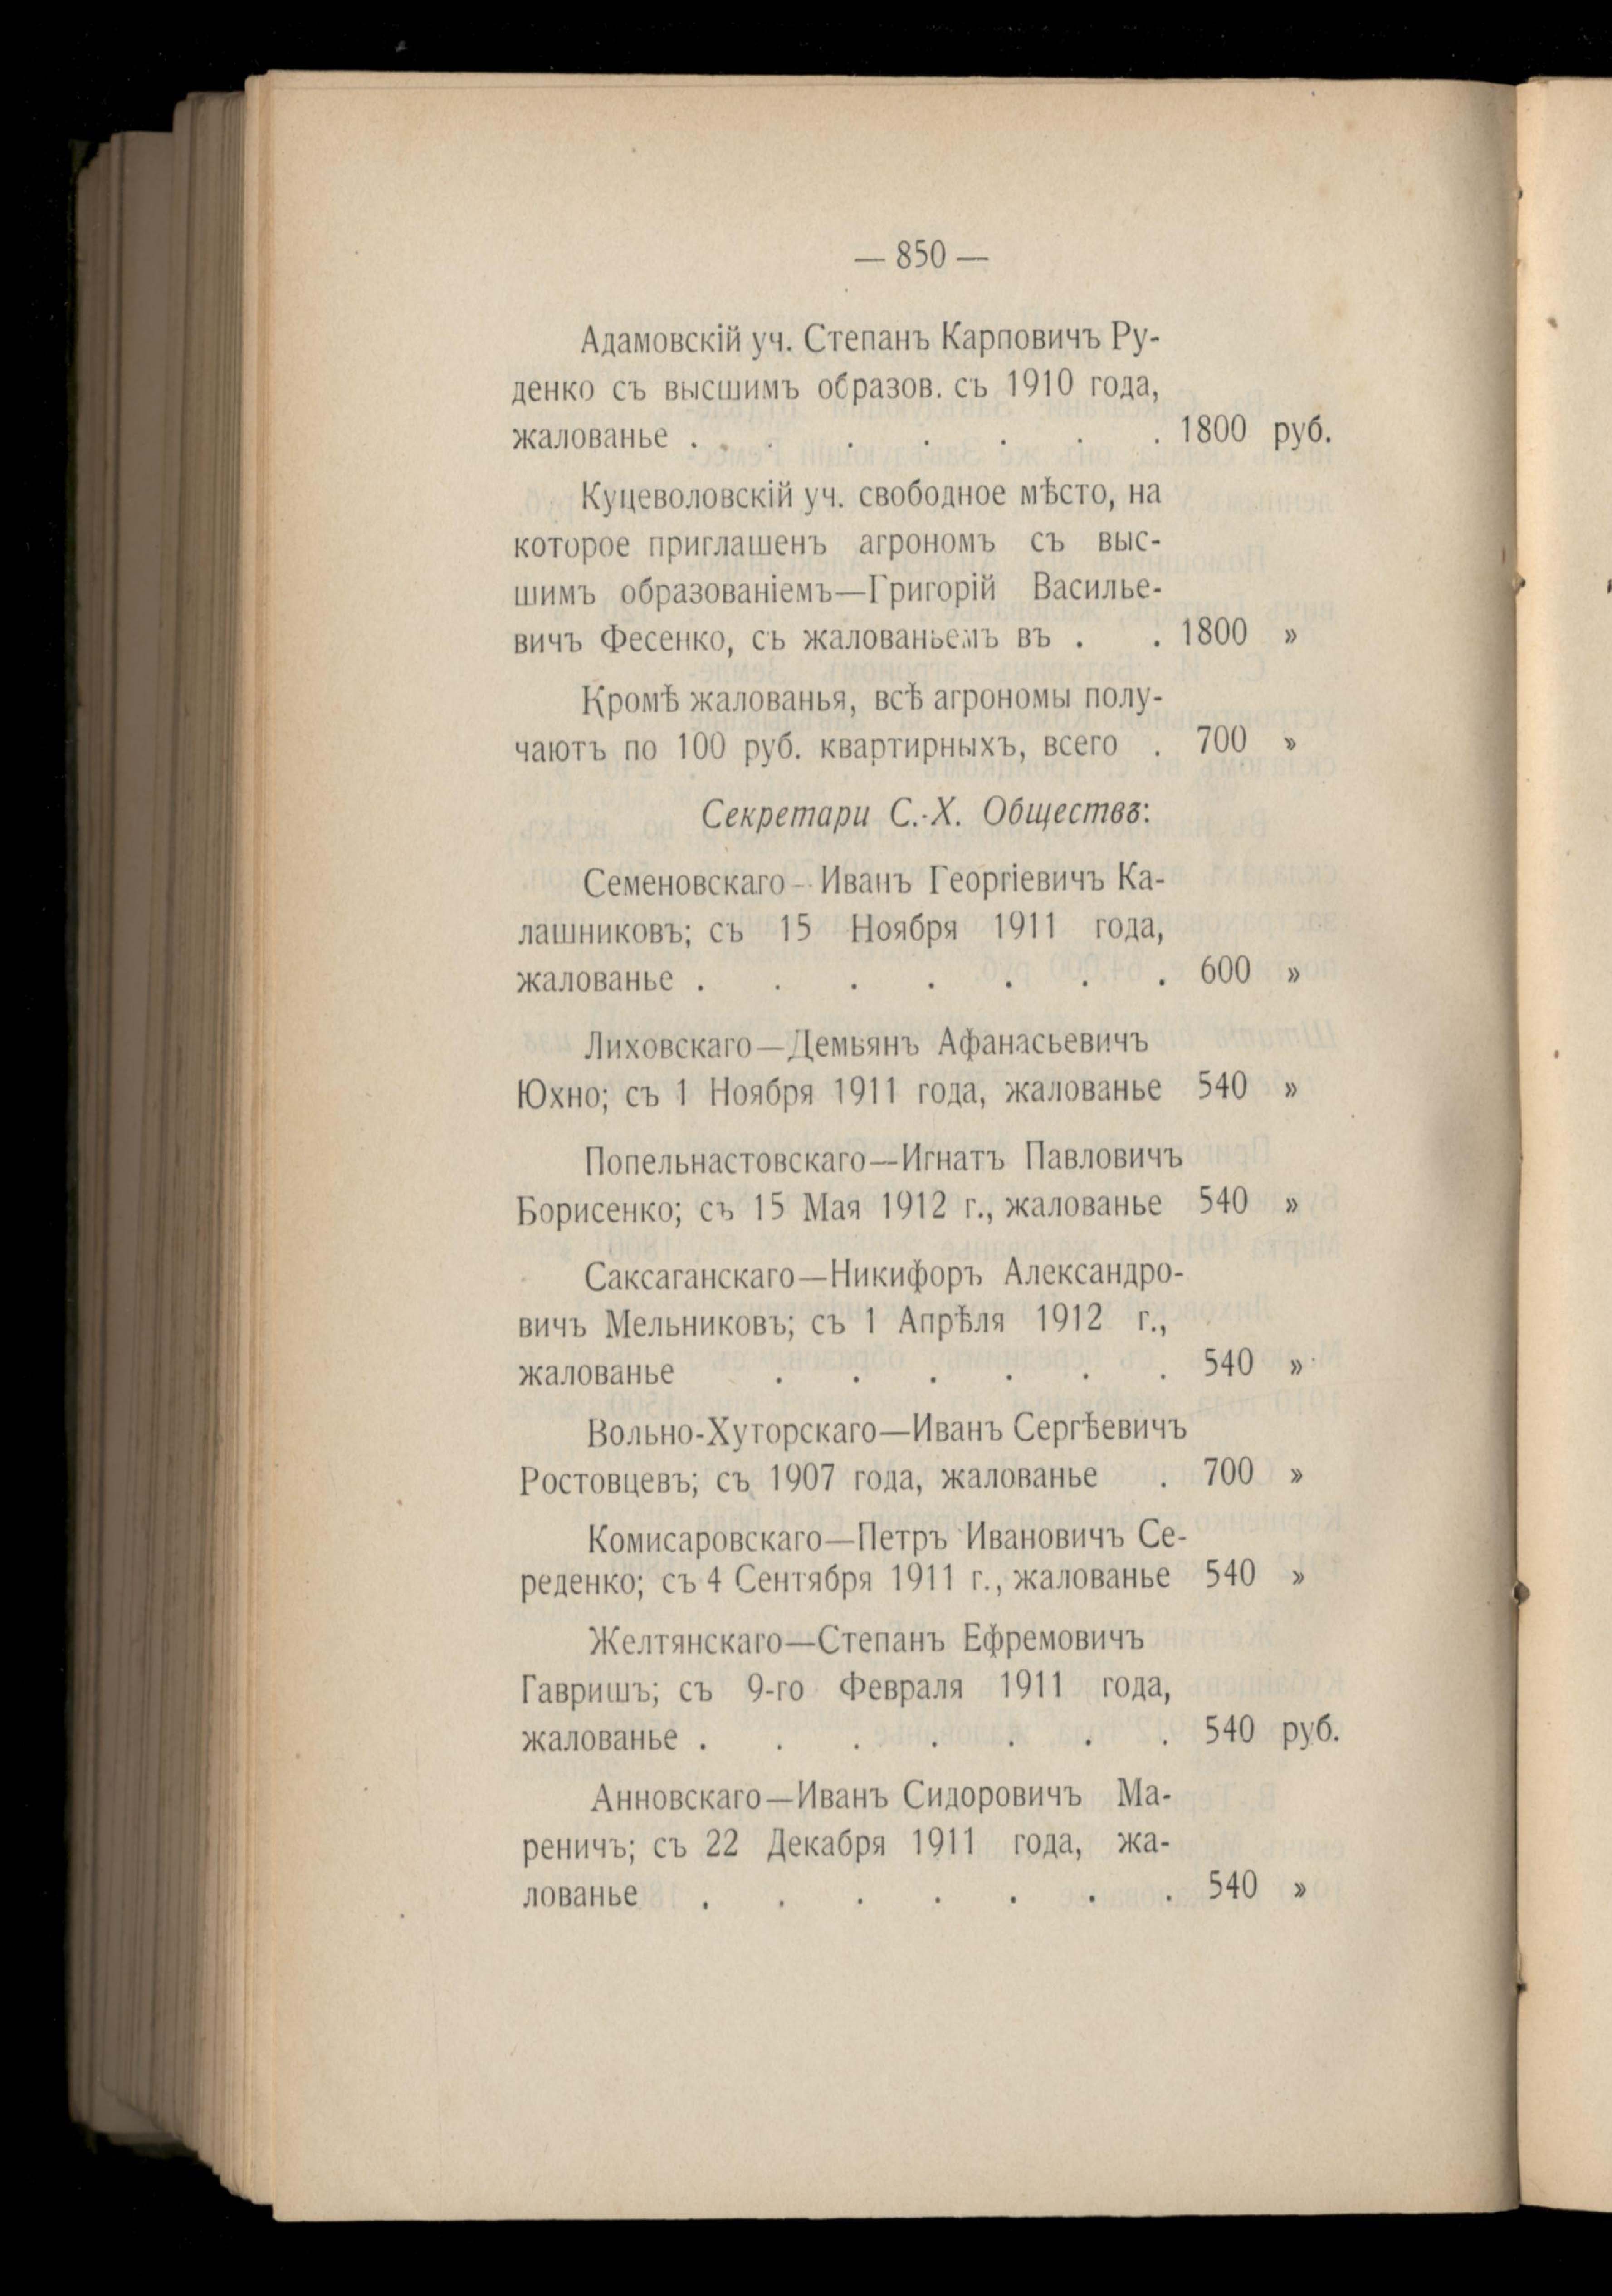 — 850 —
Адамовскій уч. Степанъ Карповичъ Ру-
денко съ высшимъ образов. съ 1910 года,
жалованье . . . . . . . 1800 руб.
Куцеволовскій уч. свободное мѣсто, на
которое приглашенъ агрономъ съ выс-
шимъ образованіемъ—Григорій Василье-
вичъ Фесенко, съ жалованьемъ въ . . 1800 »
Кромѣ жалованья, всѣ агрономы полу-
чаютъ по 100 руб. квартирныхъ, всего . 700 »
Секретари С.-Х. Обществъ:
Семеновскаго—Иванъ Георгіевичъ Ка-
лашниковъ; съ 15 Ноября 1911 года,
жалованье . . . . . . . 600 »
Лиховскаго—Демьянъ Афанасьевичъ
Юхно; съ 1 Ноября 1911 года, жалованье 540 »
Попельнастовскаго—Игнатъ Павловичъ
Борисенко; съ 15 Мая 1912 г., жалованье 540 »
Саксаганскаго—Никифоръ Александро-
вичъ Мельниковъ; съ 1 Апрѣля 1912 г.,
жалованье . . . . . . 540 »
Вольно-Хуторскаго—Иванъ Сергѣевичъ
Ростовцевъ; съ 1907 года, жалованье . 700 »
Комисаровскаго—Петръ Ивановичъ Се-
реденко; съ 4 Сентября 1911 г., жалованье 540 »
Желтянскаго—Степанъ Ефремовичъ
Гавришъ; съ 9-го Февраля 1911 года,
жалованье . . . . . . . 540 руб.
Анновскаго—Иванъ Сидоровичъ Ма-
реничъ; съ 22 Декабря 1911 года, жа-
лованье . . . . . . . 540 »